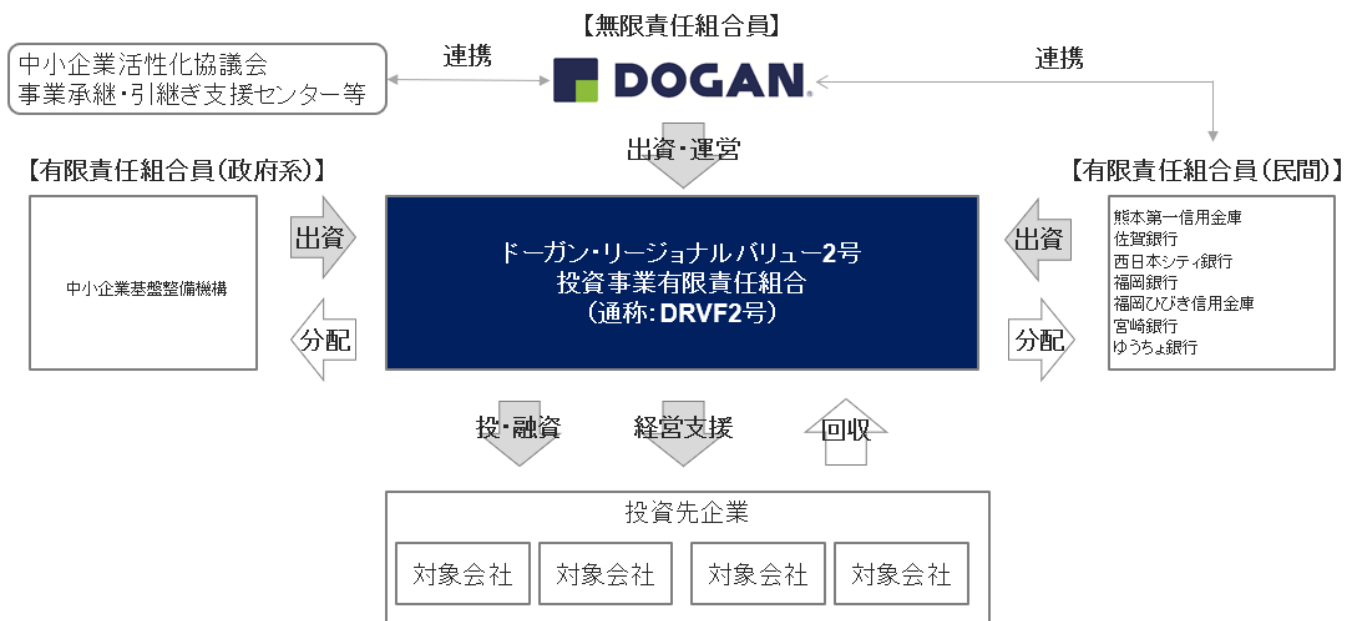 【無限責任組合員】
中小企業活性化協議会
事業承継・引継ぎ支援センター等
連携
DOGAN.
連携
出資・運営
【有限責任組合員(政府系)】
【有限責任組合員(民間)】
中小企業基盤整備機構
出資
分配
ドーガン・リージョナルバリュー2号
投資事業有限責任組合
(通称:DRVF2号)
出資
分配
熊本第一信用金庫
佐賀銀行
西日本シティ銀行
福岡銀行
福岡ひびき信用金庫
宮崎銀行
ゆうちょ銀行
投・融資
経営支援
回収
投資先企業
対象会社
対象会社
対象会社
対象会社